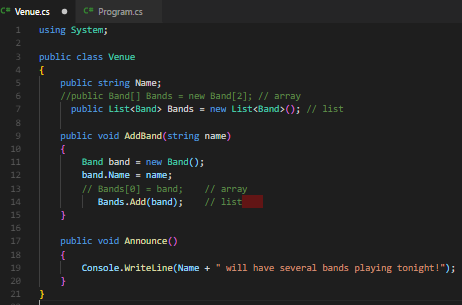 C# Venue.cs ● C# Program.cs
1 using System;
2
3 public class Venue
4 {
5     public string Name;
6     //public Band[] Bands = new Band[2]; // array
7       public List<Band> Bands = new List<Band>(); // list
8
9     public void AddBand(string name)
10     {
11         Band band = new Band();
12         band.Name = name;
13         // Bands[0] = band;    // array
14            Bands.Add(band);    // list
15     }
16
17     public void Announce()
18     {
19         Console.WriteLine(Name + " will have several bands playing tonight!");
20     }
21 }